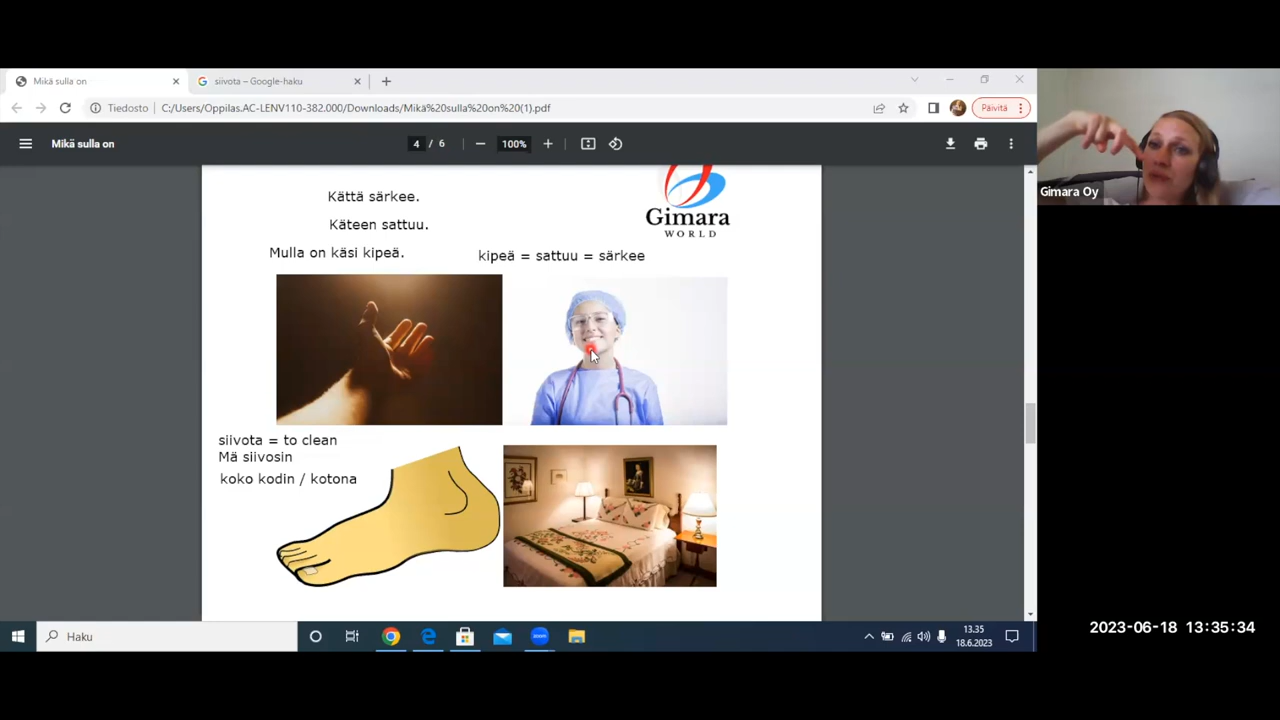 Mikä sulla on
siivota – Google-haku
Tiedosto
C:/Users/Oppilas.AC-LENV110-382.000/Downloads/Mikä%20sulla%20on%20(1).pdf
Päivitä
Mikä sulla on
4 / 6
100%
Kättä särkee.
Käteen sattuu.
Mulla on käsi kipeä.
kipeä = sattuu = särkee
Gimara
WORLD
siivota = to clean
Mä siivosin
koko kodin / kotona
Gimara Oy
Haku
zoom
13.35
18.6.2023
2023-06-18 13:35:34